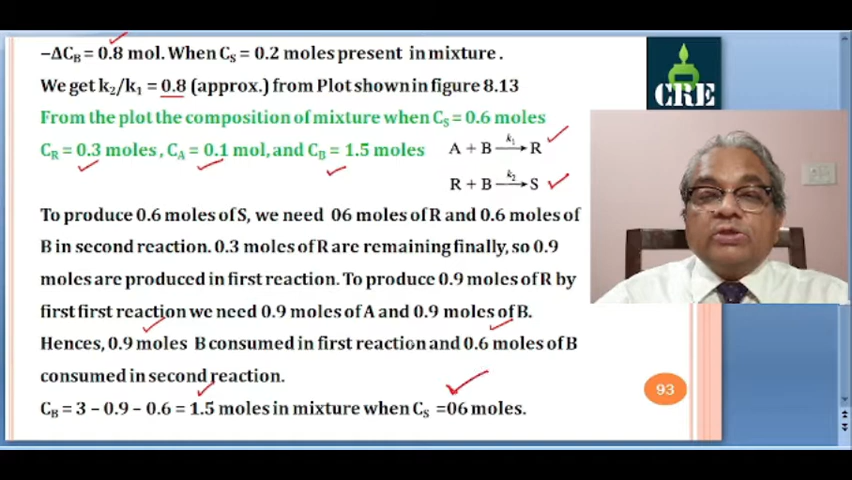 −ΔC_B = 0.8 mol. When C_S = 0.2 moles present in mixture.
We get k₂/k₁ = 0.8 (approx.) from Plot shown in figure 8.13
CRE
From the plot the composition of mixture when C_S = 0.6 moles
C_R = 0.3 moles, C_A = 0.1 mol, and C_B = 1.5 moles
A + B —k₁→ R
R + B —k₂→ S
To produce 0.6 moles of S, we need 06 moles of R and 0.6 moles of
B in second reaction. 0.3 moles of R are remaining finally, so 0.9
moles are produced in first reaction. To produce 0.9 moles of R by
first first reaction we need 0.9 moles of A and 0.9 moles of B.
Hences, 0.9 moles B consumed in first reaction and 0.6 moles of B
consumed in second reaction.
C_B = 3 – 0.9 – 0.6 = 1.5 moles in mixture when C_S =06 moles.
93